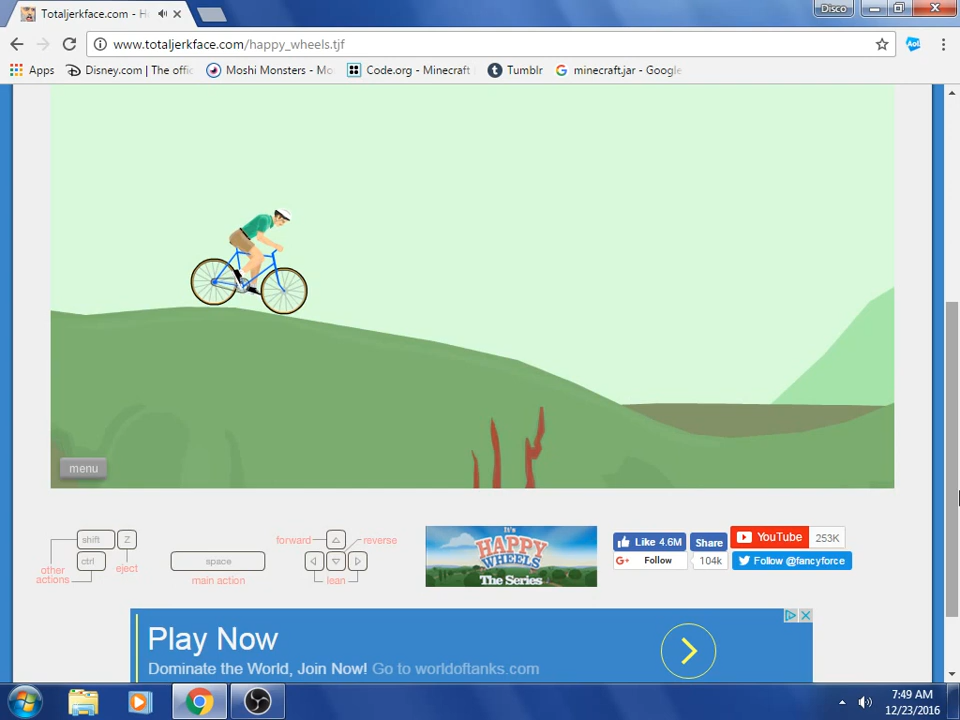 Totaljerkface.com - H
Disco
www.totaljerkface.com/happy_wheels.tjf
Aol.
Apps
Disney.com | The offic
Moshi Monsters - Mo
Code.org - Minecraft
Tumblr
minecraft.jar - Google
menu
shift
Z
ctrl
eject
other
actions
space
main action
forward
reverse
lean
It's
HAPPY
WHEELS
The Series
Like 4.6M
Share
YouTube
253K
G+ Follow
104k
Follow @fancyforce
Play Now
Dominate the World, Join Now! Go to worldoftanks.com
7:49 AM
12/23/2016